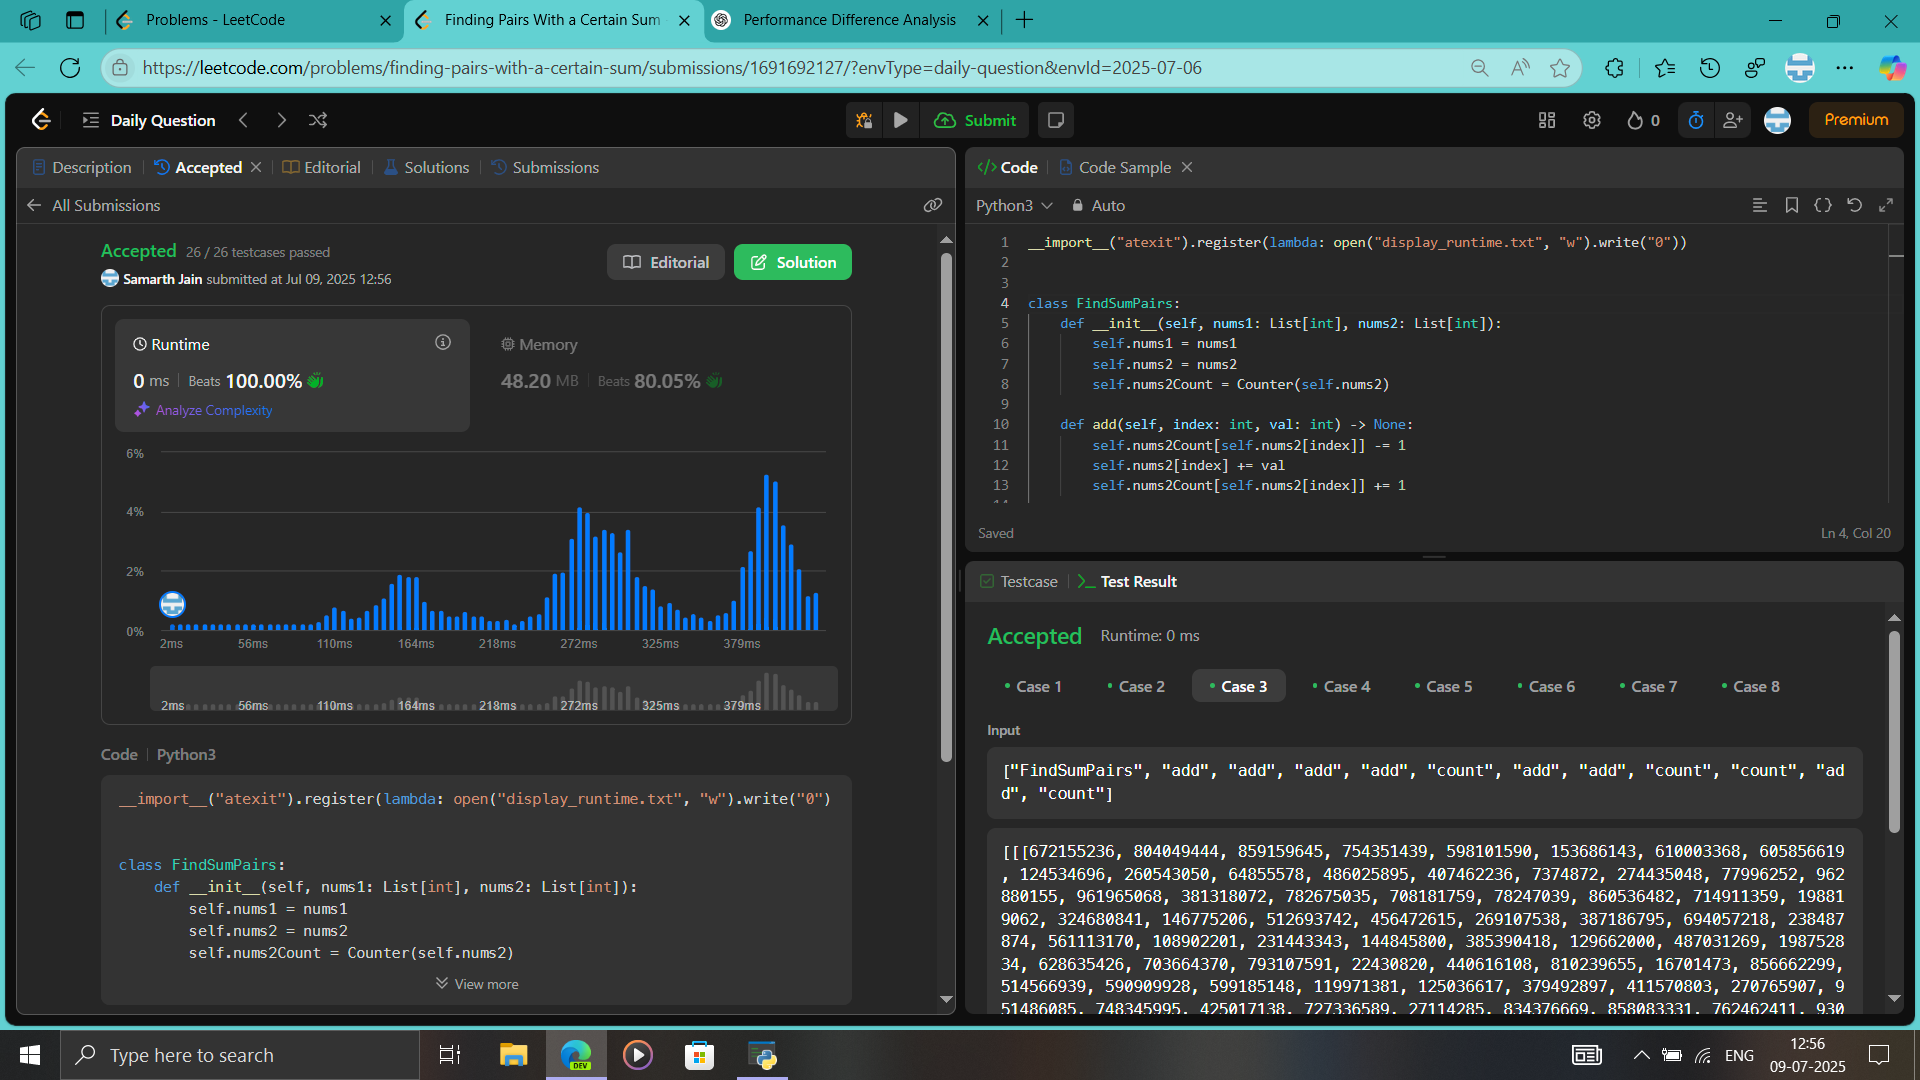 Problems - LeetCode
Finding Pairs With a Certain Sum
Performance Difference Analysis
https://leetcode.com/problems/finding-pairs-with-a-certain-sum/submissions/1691692127/?envType=daily-question&envId=2025-07-06
Daily Question
Submit
0
Premium
Description
Accepted
Editorial
Solutions
Submissions
All Submissions
Accepted 26 / 26 testcases passed
Samarth Jain submitted at Jul 09, 2025 12:56
Editorial
Solution
Runtime
0 ms Beats 100.00%
Analyze Complexity
Memory
48.20 MB Beats 80.05%
6%
4%
2%
0%
2ms 56ms 110ms 164ms 218ms 272ms 325ms 379ms
2ms 56ms 110ms 164ms 218ms 272ms 325ms 379ms
Code Python3
__import__("atexit").register(lambda: open("display_runtime.txt", "w").write("0")
class FindSumPairs:
def __init__(self, nums1: List[int], nums2: List[int]):
self.nums1 = nums1
self.nums2 = nums2
self.nums2Count = Counter(self.nums2)
View more
Code
Code Sample
Python3
Auto
1 __import__("atexit").register(lambda: open("display_runtime.txt", "w").write("0"))
2
3
4 class FindSumPairs:
5 def __init__(self, nums1: List[int], nums2: List[int]):
6 self.nums1 = nums1
7 self.nums2 = nums2
8 self.nums2Count = Counter(self.nums2)
9
10 def add(self, index: int, val: int) -> None:
11 self.nums2Count[self.nums2[index]] -= 1
12 self.nums2[index] += val
13 self.nums2Count[self.nums2[index]] += 1
Saved
Ln 4, Col 20
Testcase
Test Result
Accepted Runtime: 0 ms
Case 1 Case 2 Case 3 Case 4 Case 5 Case 6 Case 7 Case 8
Input
["FindSumPairs", "add", "add", "add", "add", "count", "add", "add", "count", "count", "ad
d", "count"]
[[[672155236, 804049444, 859159645, 754351439, 598101590, 153686143, 610003368, 605856619
, 124534696, 260543050, 64855578, 486025895, 407462236, 7374872, 274435048, 77996252, 962
880155, 961965068, 381318072, 782675035, 708181759, 78247039, 860536482, 714911359, 19881
9062, 324680841, 146775206, 512693742, 456472615, 269107538, 387186795, 694057218, 238487
874, 561113170, 108902201, 231443343, 144845800, 385390418, 129662000, 487031269, 1987528
34, 628635426, 703664370, 793107591, 22430820, 440616108, 810239655, 16701473, 856662299,
514566939, 590909928, 599185148, 119971381, 125036617, 379492897, 411570803, 270765907, 9
51486085, 748345995, 425017138, 727336589, 27114285, 834376669, 858083331, 762462411, 930
Type here to search
DEV
ENG
12:56
09-07-2025